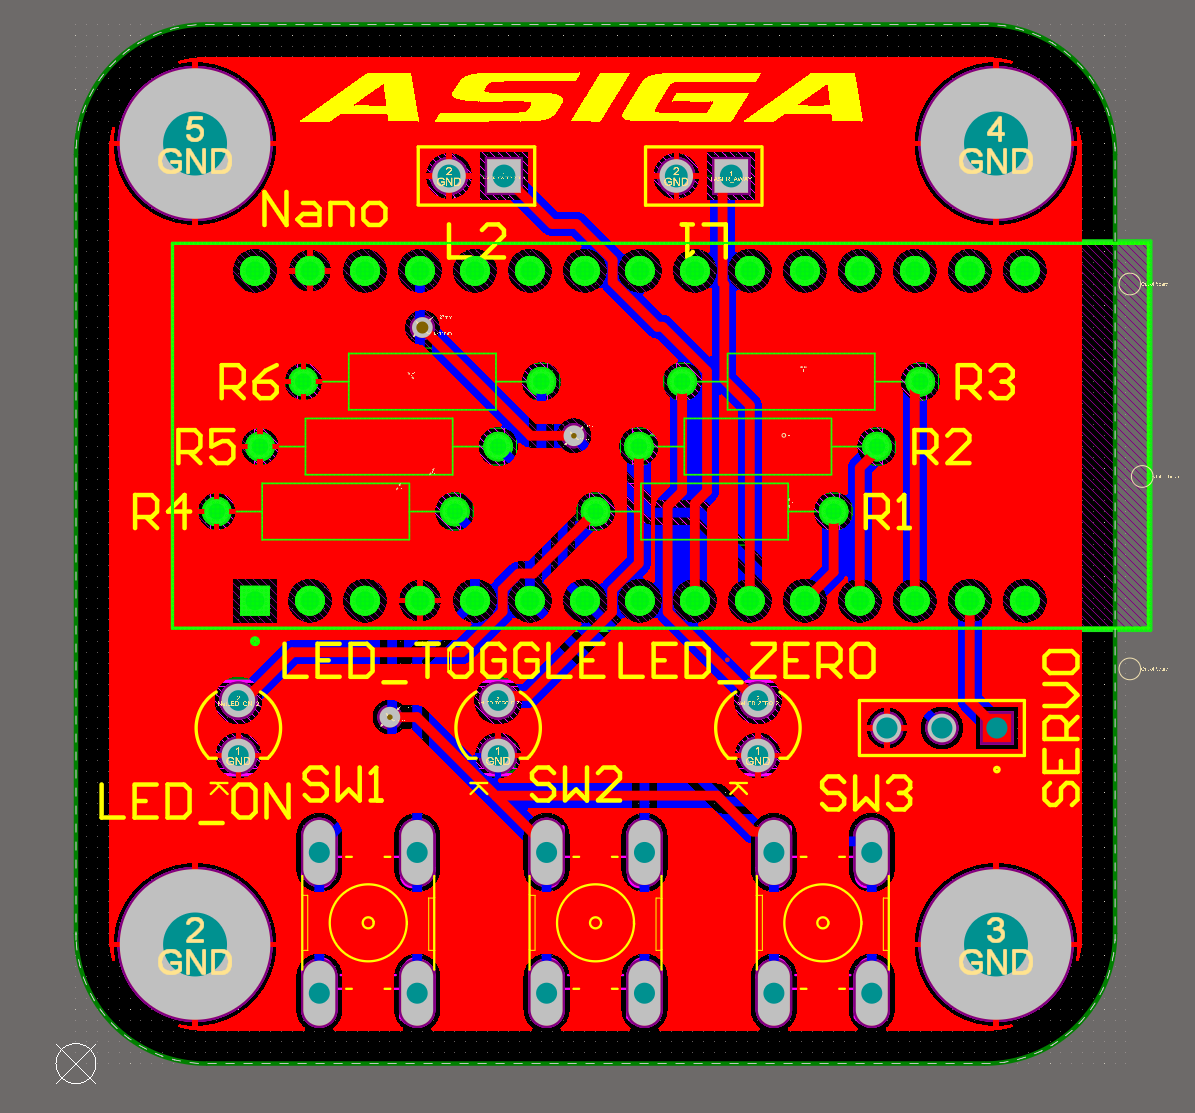 ASIGA
5
GND
4
GND
2
GND
2
GND
1
Nano
L2
L1
R6
R3
R5
R2
R4
R1
LED_TOGGLE
LED_ZERO
SERVO
2
2
2
1
GND
1
GND
1
GND
K
K
K
LED_ON
SW1
SW2
SW3
2
GND
3
GND